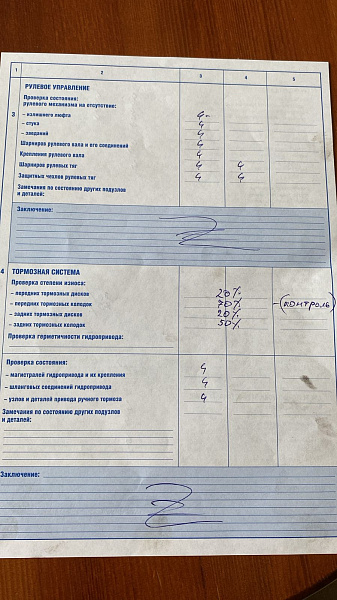 1 2 3 4 5
РУЛЕВОЕ УПРАВЛЕНИЕ
Проверка состояния:
рулевого механизма на отсутствие:
3 – излишнего люфта 4
– стука 4
– заеданий 4
Шарниров рулевого вала и его соединений 4
Крепления рулевого вала 4
Шарниров рулевых тяг 4 4
Защитных чехлов рулевых тяг 4 4
Замечания по состоянию других подузлов
и деталей:
Заключение:
4 ТОРМОЗНАЯ СИСТЕМА
Проверка степени износа:
– передних тормозных дисков 20%
– передних тормозных колодок 70% – (контроль)
– задних тормозных дисков 20%
– задних тормозных колодок 50%
Проверка герметичности гидропривода:
Проверка состояния:
– магистралей гидропривода и их крепления 4
– шланговых соединений гидропривода 4
– узлов и деталей привода ручного тормоза 4
Замечания по состоянию других подузлов
и деталей:
Заключение: